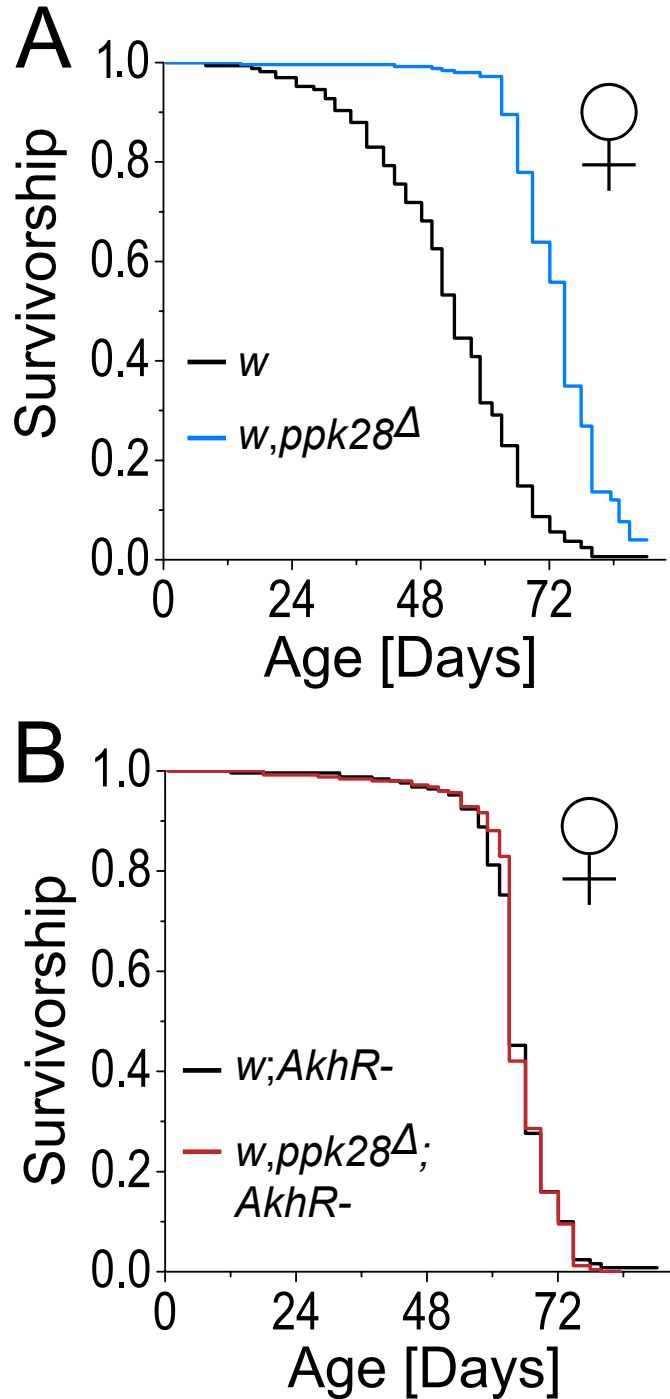 A
Survivorship
1.0
0.8
0.6
0.4
0.2
0.0
w
w,ppk28Δ
0 24 48 72
Age [Days]
B
Survivorship
1.0
0.8
0.6
0.4
0.2
0.0
w;AkhR-
w,ppk28Δ;
AkhR-
0 24 48 72
Age [Days]